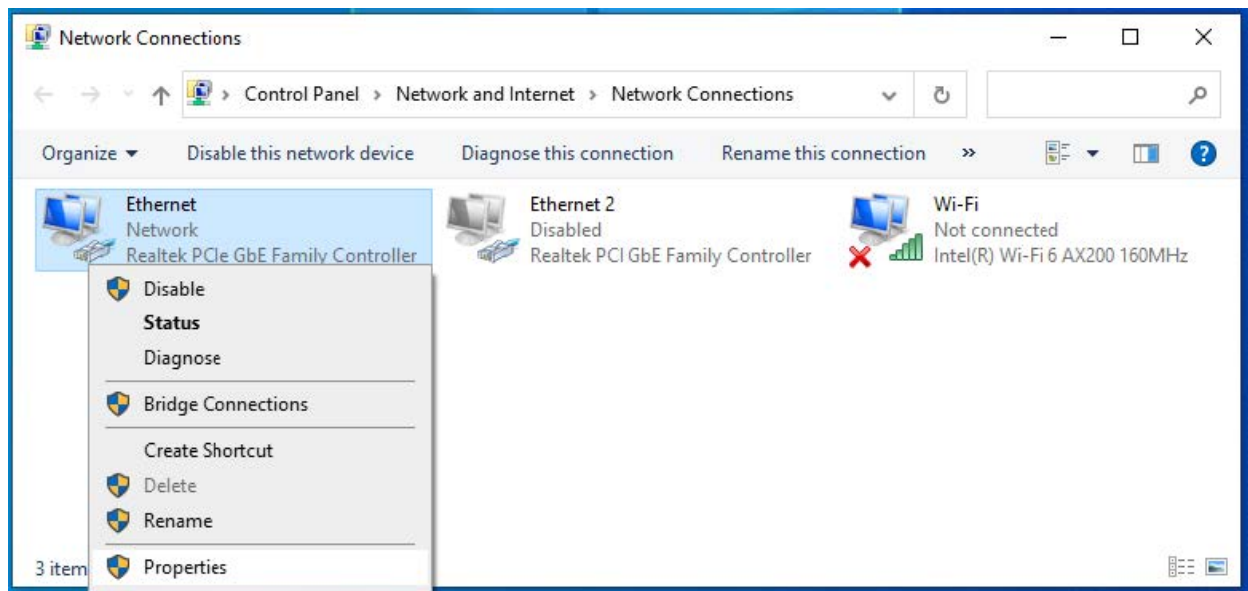 Network Connections
Control Panel > Network and Internet > Network Connections
Organize Disable this network device Diagnose this connection Rename this connection »
Ethernet
Network
Realtek PCIe GbE Family Controller
Ethernet 2
Disabled
Realtek PCI GbE Family Controller
Wi-Fi
Not connected
Intel(R) Wi-Fi 6 AX200 160MHz
Disable
Status
Diagnose
Bridge Connections
Create Shortcut
Delete
Rename
Properties
3 item